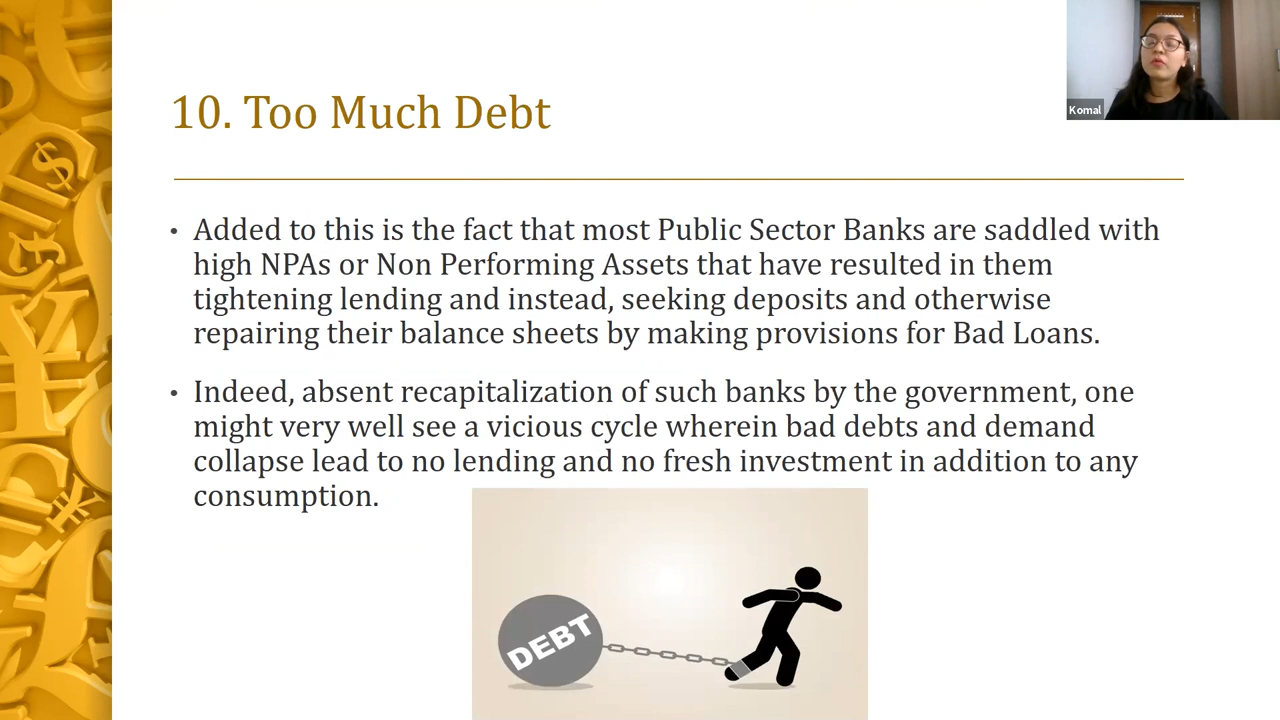 10. Too Much Debt
Komal
• Added to this is the fact that most Public Sector Banks are saddled with
high NPAs or Non Performing Assets that have resulted in them
tightening lending and instead, seeking deposits and otherwise
repairing their balance sheets by making provisions for Bad Loans.
• Indeed, absent recapitalization of such banks by the government, one
might very well see a vicious cycle wherein bad debts and demand
collapse lead to no lending and no fresh investment in addition to any
consumption.
DEBT